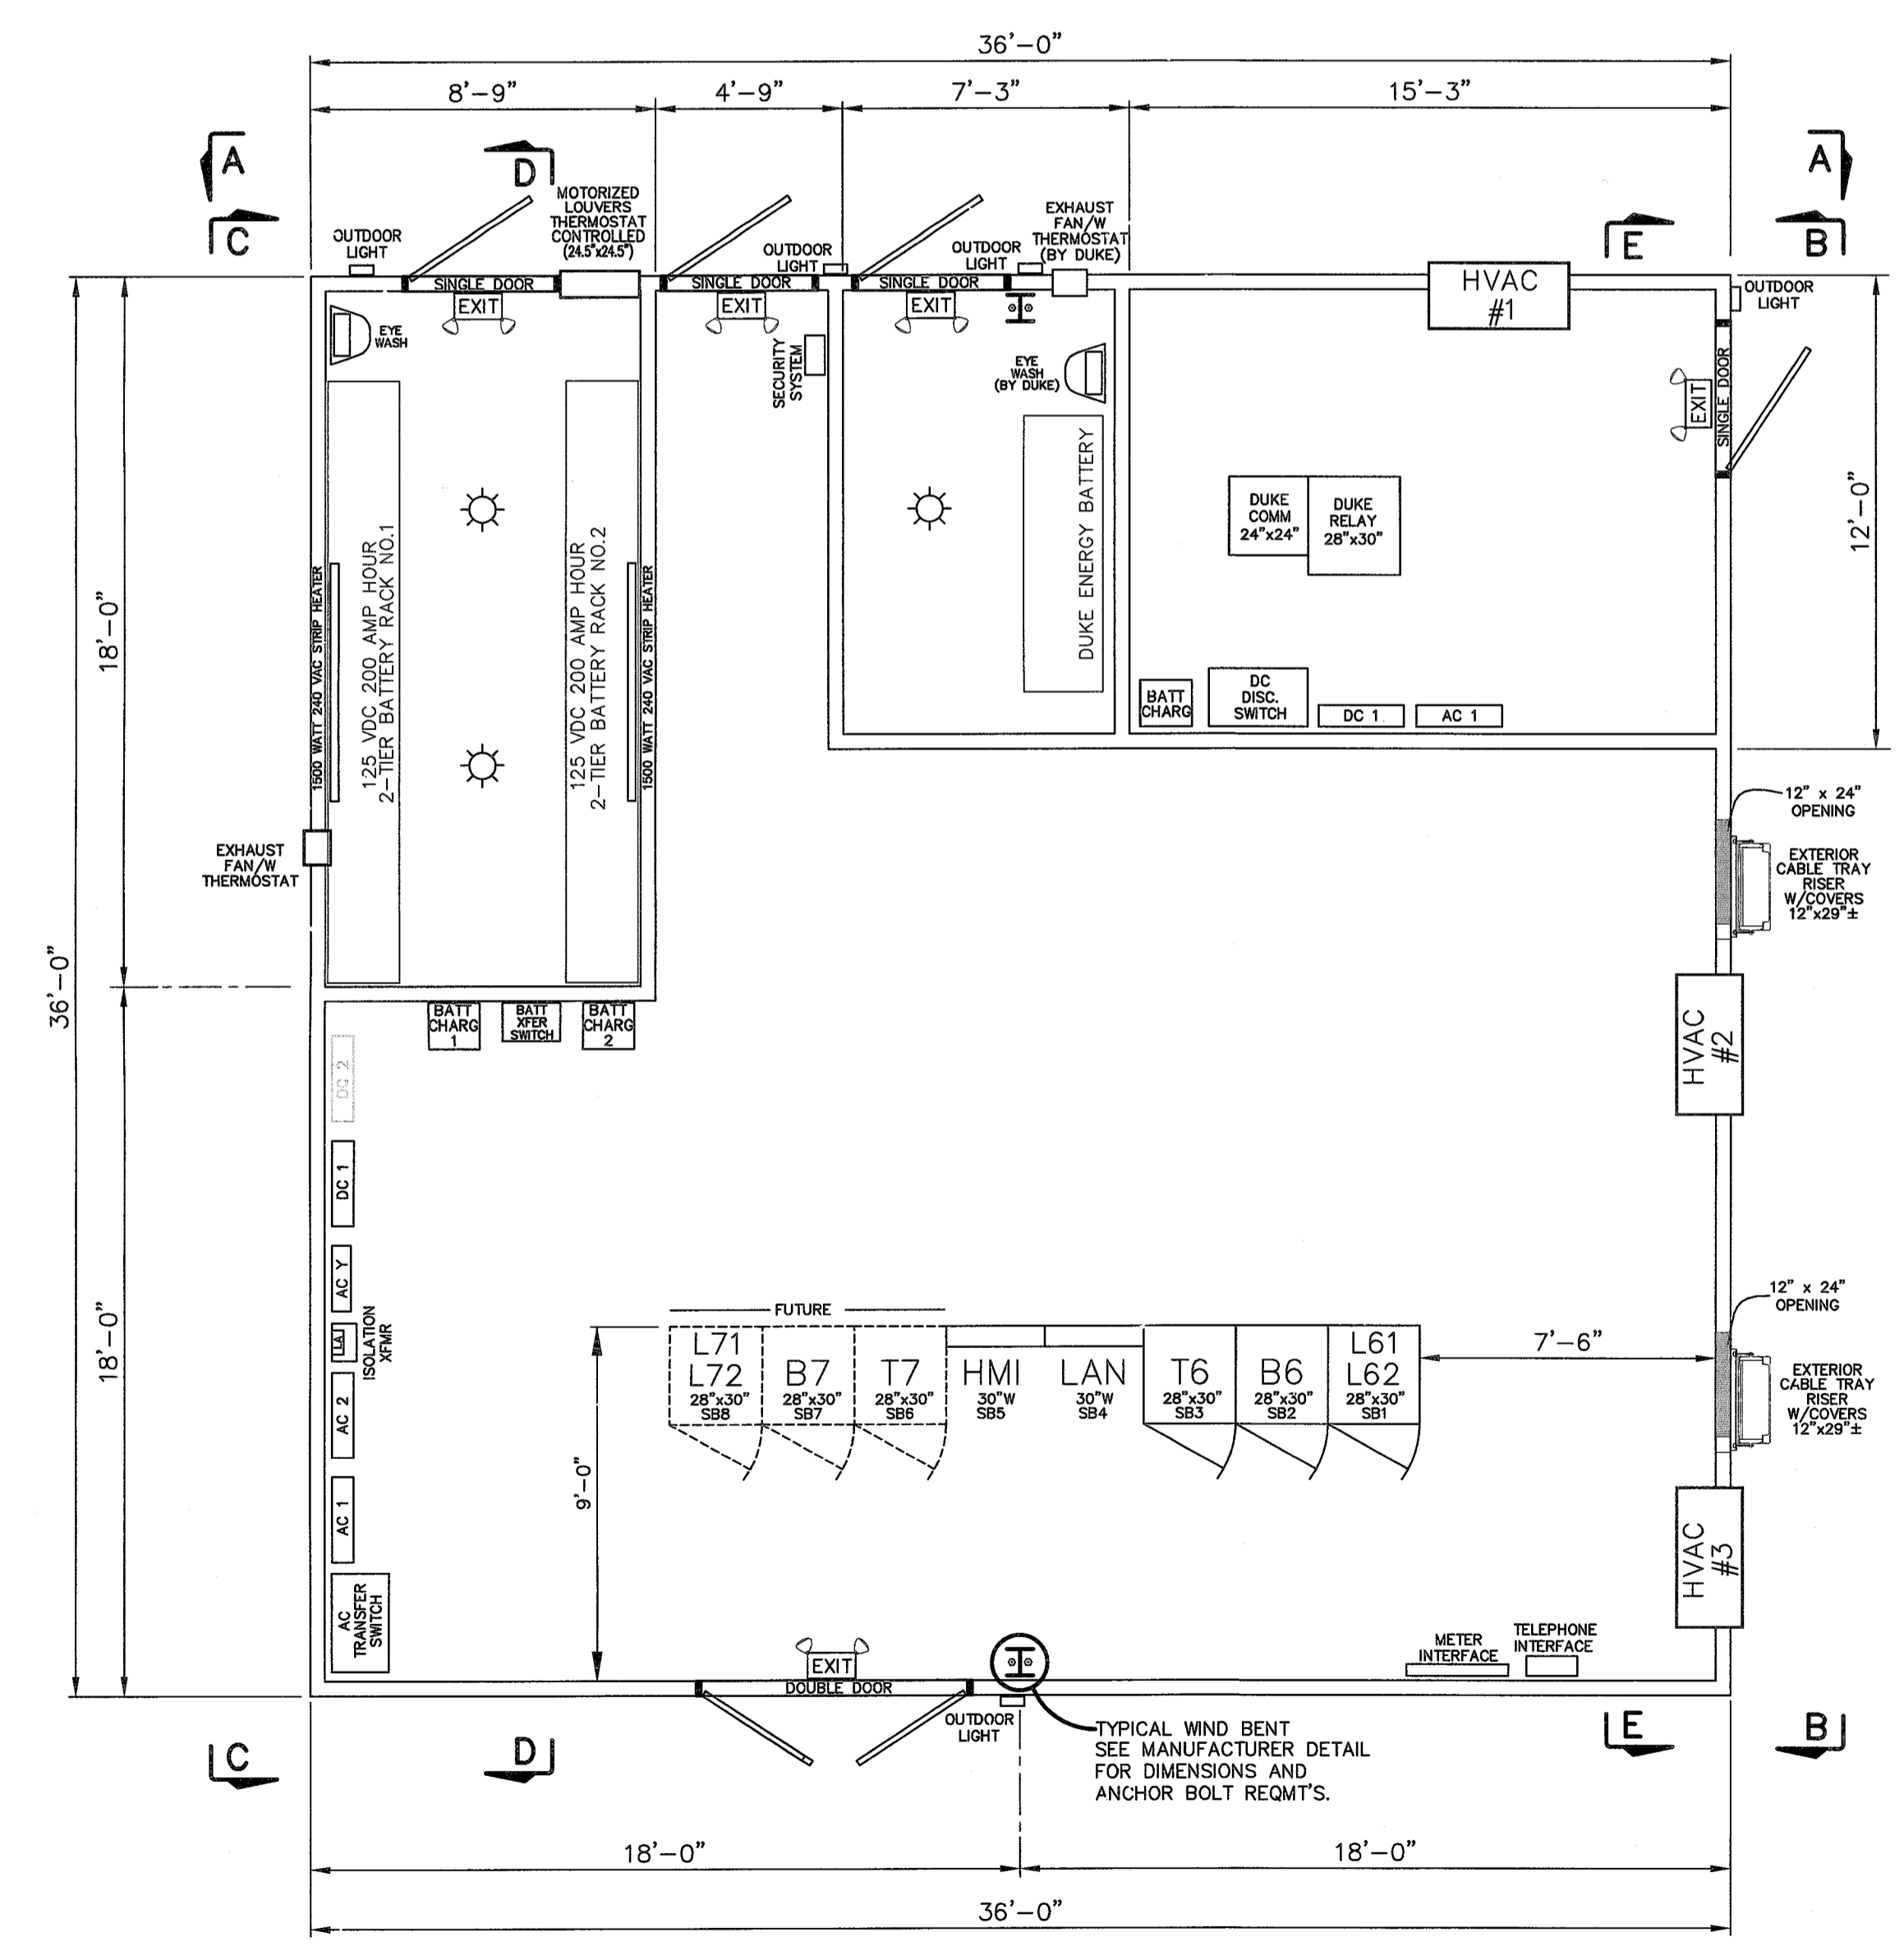 36'-0"
8'-9"
4'-9"
7'-3"
15'-3"
A
D
A
C
E
B
MOTORIZED
LOUVERS
THERMOSTAT
CONTROLLED
(24.5"x24.5")
OUTDOOR
LIGHT
OUTDOOR
LIGHT
OUTDOOR
LIGHT
EXHAUST
FAN/W
THERMOSTAT
(BY DUKE)
SINGLE DOOR
SINGLE DOOR
SINGLE DOOR
HVAC
#1
OUTDOOR
LIGHT
EXIT
EXIT
EXIT
EYE
WASH
SECURITY
SYSTEM
EYE
WASH
(BY DUKE)
EXIT
SINGLE DOOR
12'-0"
18'-0"
36'-0"
1500 WATT 240 VAC STRIP HEATER
125 VDC 200 AMP HOUR
2-TIER BATTERY RACK NO.1
125 VDC 200 AMP HOUR
2-TIER BATTERY RACK NO.2
1500 WATT 240 VAC STRIP HEATER
DUKE ENERGY BATTERY
DUKE
COMM
24"x24"
DUKE
RELAY
28"x30"
BATT
CHARG
DC
DISC.
SWITCH
DC 1
AC 1
12" x 24"
OPENING
EXTERIOR
CABLE TRAY
RISER
W/COVERS
12"x29"±
EXHAUST
FAN/W
THERMOSTAT
BATT
CHARG
1
BATT
XFER
SWITCH
BATT
CHARG
2
HVAC
#2
DC 2
DC 1
AC Y
LA
ISOLATION
XFMR
AC 2
AC 1
AC
TRANSFER
SWITCH
18'-0"
9'-0"
FUTURE
L71
L72
28"x30"
SB8
B7
28"x30"
SB7
T7
28"x30"
SB6
HMI
30"W
SB5
LAN
30"W
SB4
T6
28"x30"
SB3
B6
28"x30"
SB2
L61
L62
28"x30"
SB1
7'-6"
12" x 24"
OPENING
EXTERIOR
CABLE TRAY
RISER
W/COVERS
12"x29"±
HVAC
#3
METER
INTERFACE
TELEPHONE
INTERFACE
EXIT
DOUBLE DOOR
OUTDOOR
LIGHT
TYPICAL WIND BENT
SEE MANUFACTURER DETAIL
FOR DIMENSIONS AND
ANCHOR BOLT REQMT'S.
C
D
E
B
18'-0"
18'-0"
36'-0"